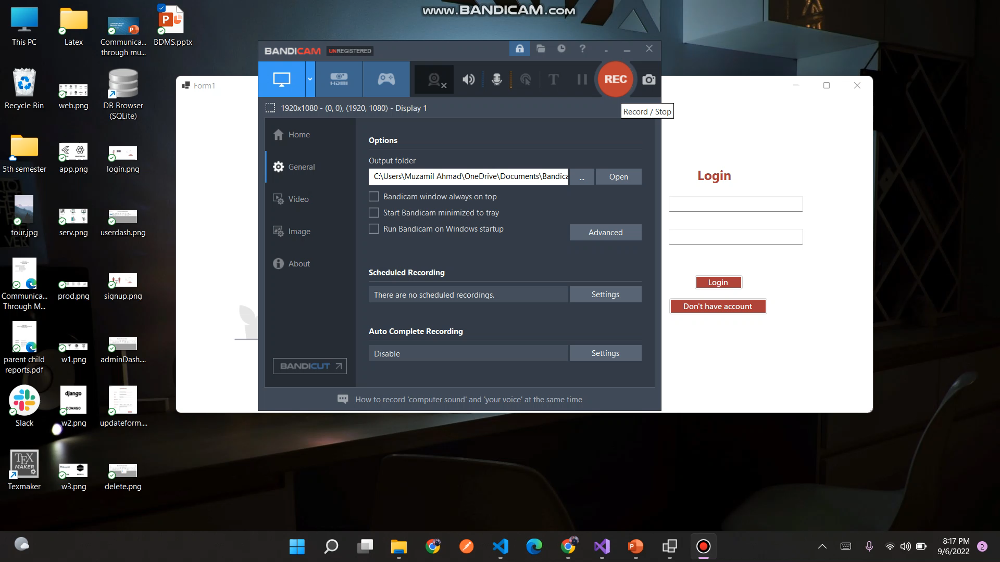 www.BANDICAM.com
This PC
Latex
Communica...
through mu...
BDMS.pptx
Recycle Bin
web.png
DB Browser
(SQLite)
5th semester
app.png
login.png
tour.jpg
serv.png
userdash.png
Communica...
Through M...
prod.png
signup.png
parent child
reports.pdf
w1.png
adminDash....
django
DJANGO
Slack
w2.png
updateform....
TEX
MAKER
Texmaker
w3.png
delete.png
Form1
BANDICAM UNREGISTERED
HDMI
T
REC
1920x1080 - (0, 0), (1920, 1080) - Display 1
Record / Stop
Home
General
Video
Image
About
BANDICUT
Options
Output folder
C:\Users\Muzamil Ahmad\OneDrive\Documents\Bandica
...
Open
Bandicam window always on top
Start Bandicam minimized to tray
Run Bandicam on Windows startup
Advanced
Scheduled Recording
There are no scheduled recordings.
Settings
Auto Complete Recording
Disable
Settings
How to record 'computer sound' and 'your voice' at the same time
Login
Login
Don't have account
8:17 PM
9/6/2022
2